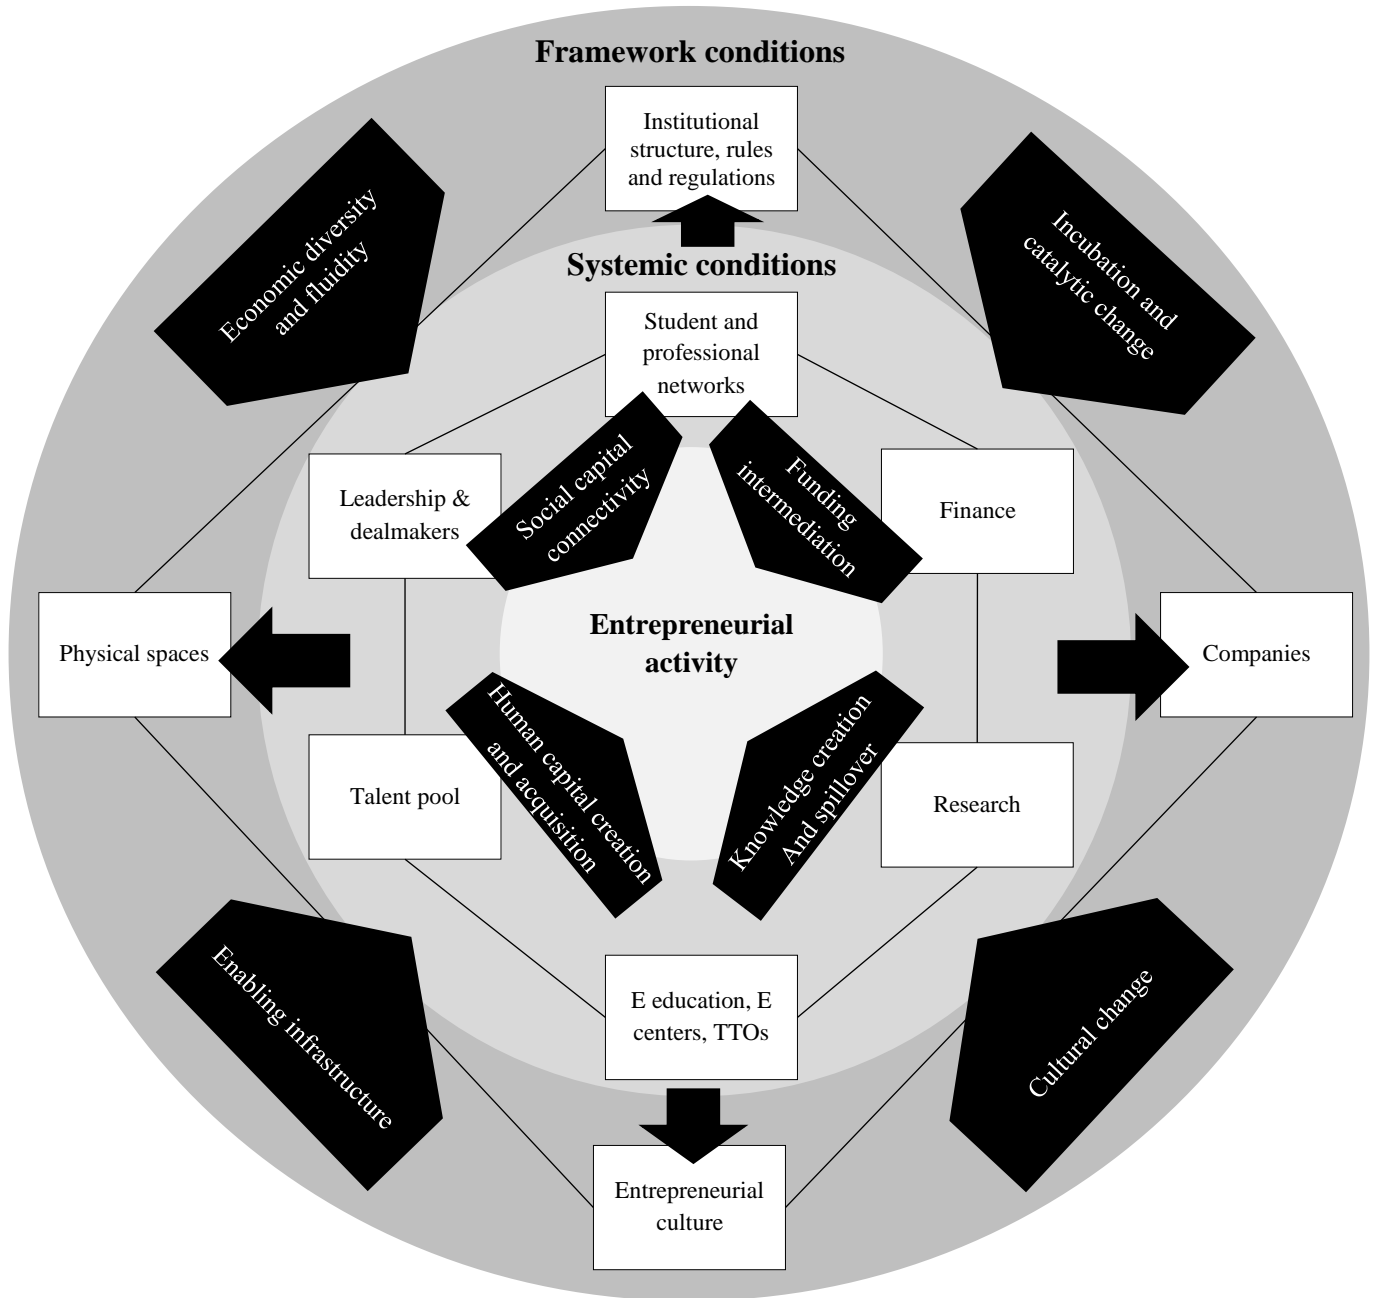 Framework conditions
Institutional
structure, rules
and regulations
Economic diversity
and fluidity
Incubation and
catalytic change
Systemic conditions
Student and
professional
networks
Social capital
connectivity
Funding
intermediation
Leadership &
dealmakers
Finance
Entrepreneurial
activity
Physical spaces
Companies
Human capital creation
and acquisition
Knowledge creation
And spillover
Talent pool
Research
Enabling infrastructure
E education, E
centers, TTOs
Cultural change
Entrepreneurial
culture